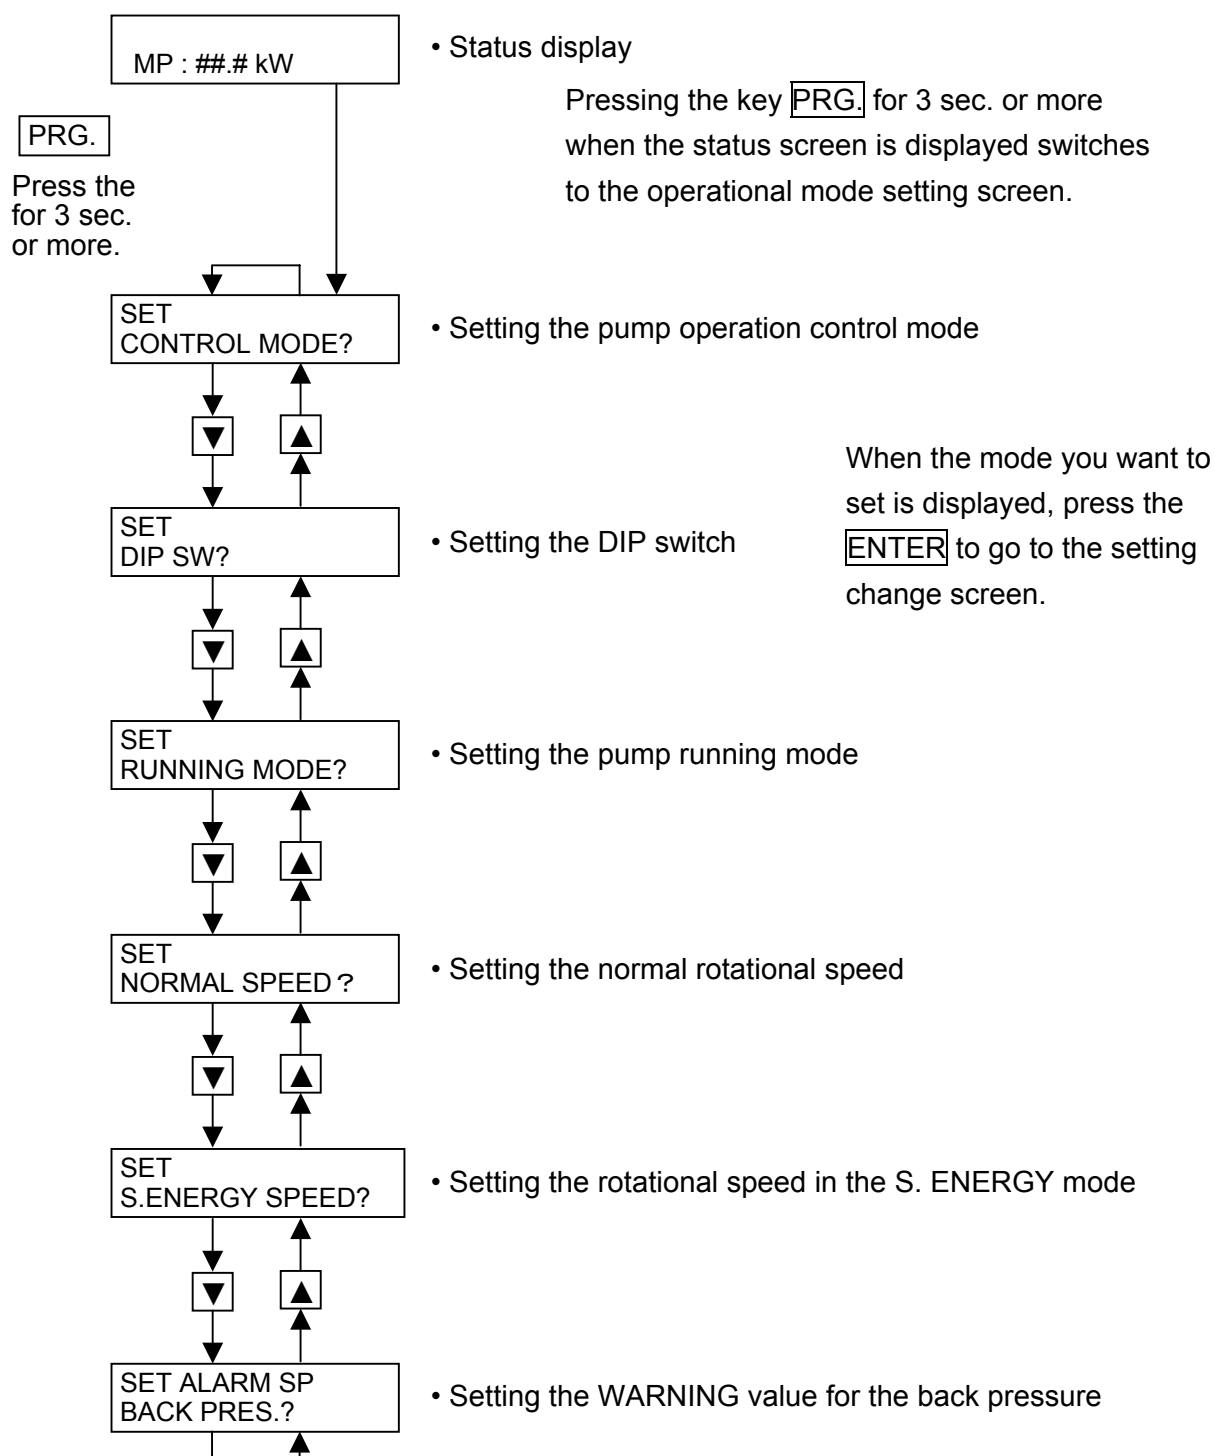 MP : ##.# kW
• Status display
Pressing the key PRG. for 3 sec. or more
when the status screen is displayed switches
to the operational mode setting screen.
PRG.
Press the
for 3 sec.
or more.
SET
CONTROL MODE?
• Setting the pump operation control mode
▼ ▲
When the mode you want to
set is displayed, press the
ENTER to go to the setting
change screen.
SET
DIP SW?
• Setting the DIP switch
▼ ▲
SET
RUNNING MODE?
• Setting the pump running mode
▼ ▲
SET
NORMAL SPEED？
• Setting the normal rotational speed
▼ ▲
SET
S.ENERGY SPEED?
• Setting the rotational speed in the S. ENERGY mode
▼ ▲
SET ALARM SP
BACK PRES.?
• Setting the WARNING value for the back pressure